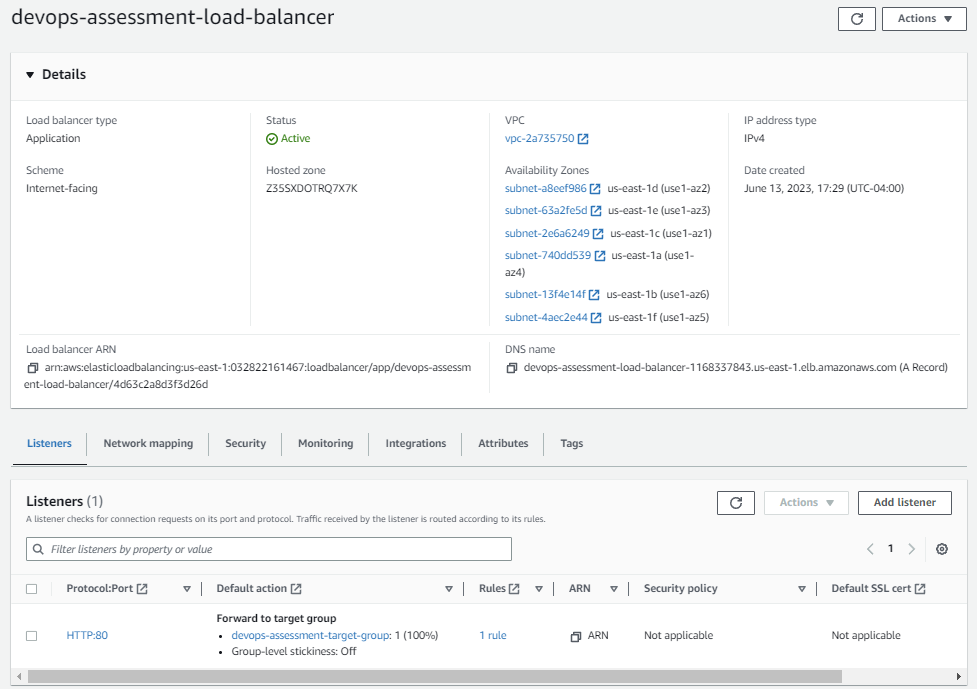 devops-assessment-load-balancer
Actions
Details
Load balancer type
Application
Status
Active
VPC
vpc-2a735750
IP address type
IPv4
Scheme
Internet-facing
Hosted zone
Z35SXDOTRQ7X7K
Availability Zones
subnet-a8eef986 us-east-1d (use1-az2)
subnet-63a2fe5d us-east-1e (use1-az3)
subnet-2e6a6249 us-east-1c (use1-az1)
subnet-740dd539 us-east-1a (use1-
az4)
subnet-13f4e14f us-east-1b (use1-az6)
subnet-4aec2e44 us-east-1f (use1-az5)
Date created
June 13, 2023, 17:29 (UTC-04:00)
Load balancer ARN
arn:aws:elasticloadbalancing:us-east-1:032822161467:loadbalancer/app/devops-assessm
ent-load-balancer/4d63c2a8d3f3d26d
DNS name
devops-assessment-load-balancer-1168337843.us-east-1.elb.amazonaws.com (A Record)
Listeners Network mapping Security Monitoring Integrations Attributes Tags
Listeners (1)
A listener checks for connection requests on its port and protocol. Traffic received by the listener is routed according to its rules.
Actions Add listener
Filter listeners by property or value
1
Protocol:Port Default action Rules ARN Security policy Default SSL cert
Forward to target group
HTTP:80 devops-assessment-target-group: 1 (100%) 1 rule ARN Not applicable Not applicable
Group-level stickiness: Off